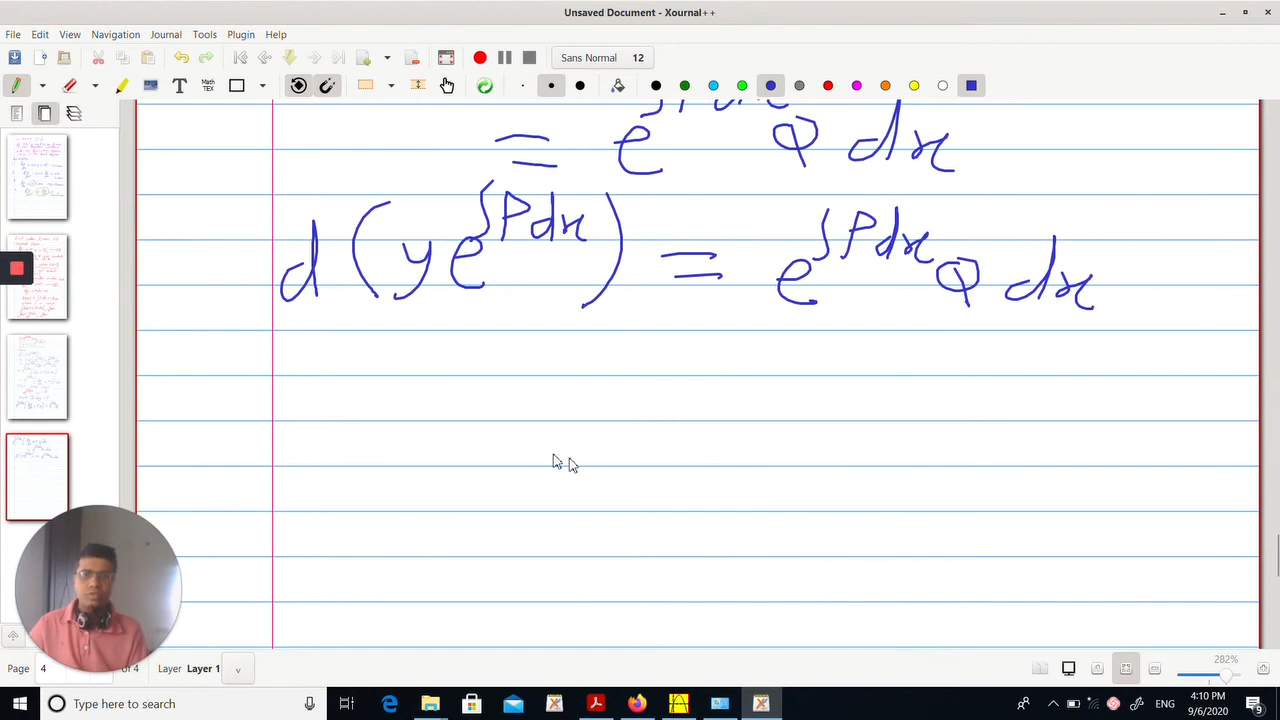 Unsaved Document - Xournal++
File Edit View Navigation Journal Tools Plugin Help
Sans Normal 12
= e Q dx
d(ye^∫Pdx) = e^∫Pdx Q dx
Page 4 of 4 Layer Layer 1
282%
Type here to search
ENG
4:10 PM
9/6/2020
9